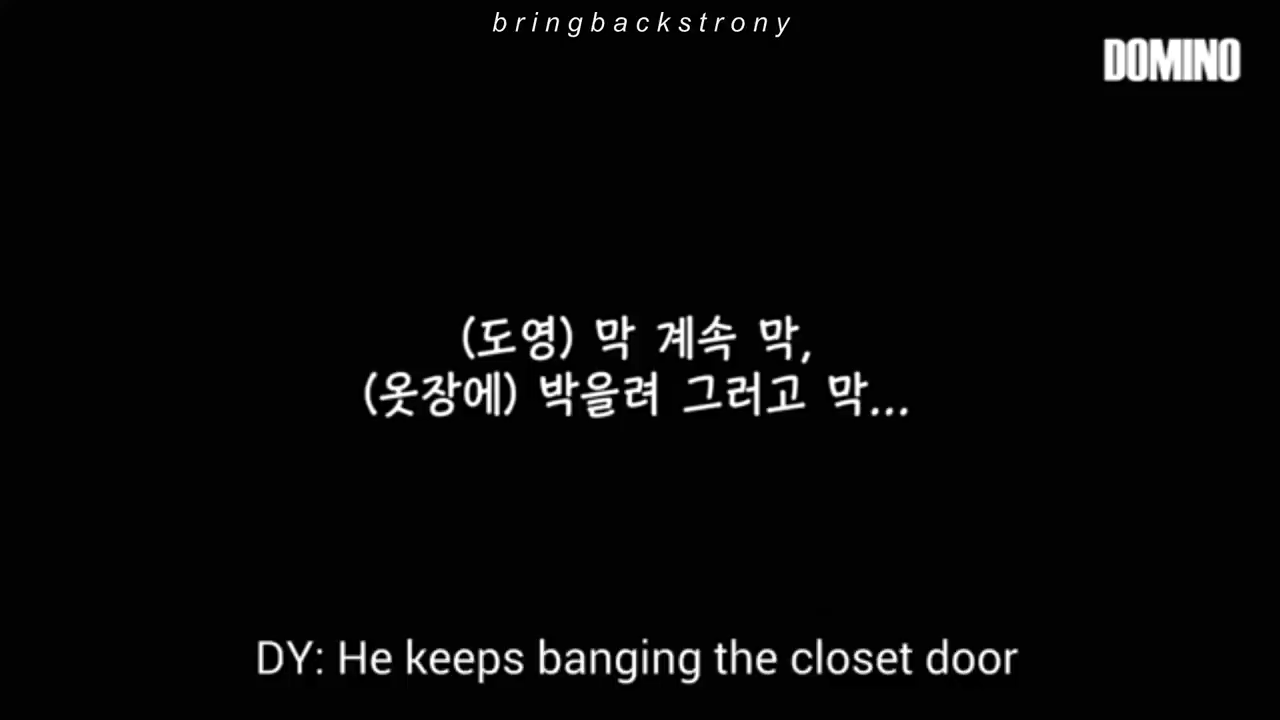 bringbackstrony
DOMINO
(도영) 막 계속 막,
(옷장에) 박을려 그러고 막...
DY: He keeps banging the closet door